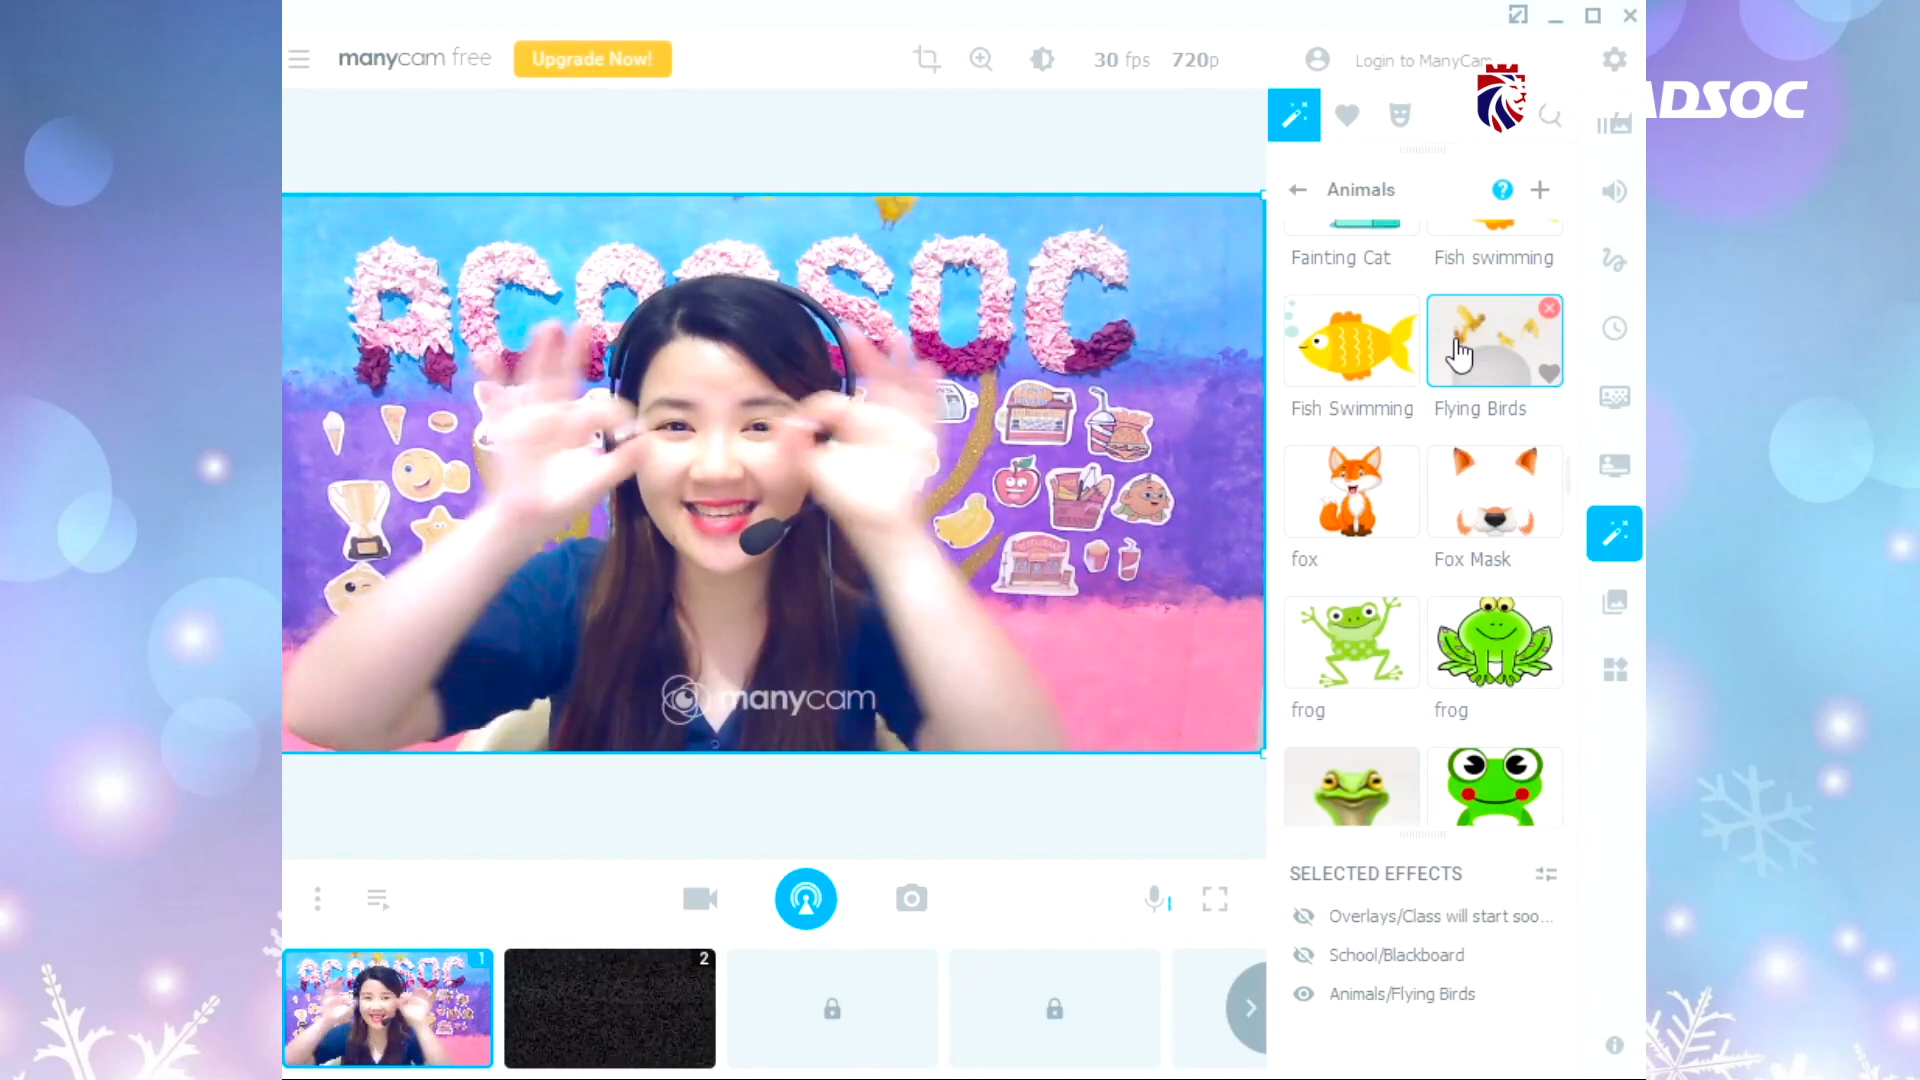 manycam free
Upgrade Now!
30 fps
720p
Login to ManyCam
ADSOC
Animals
?
Fainting Cat
Fish swimming
Fish Swimming
Flying Birds
fox
Fox Mask
frog
frog
ACADSOC
manycam
SELECTED EFFECTS
Overlays/Class will start soo...
School/Blackboard
Animals/Flying Birds
1
2